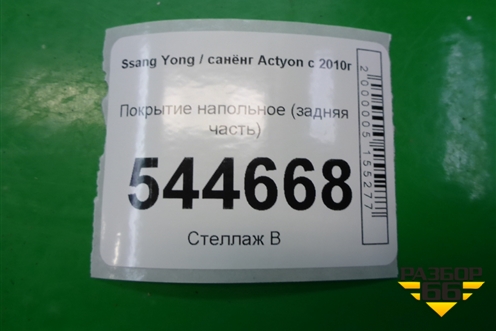 Ssang Yong / санёнг Actyon с 2010г
Покрытие напольное (задняя
часть)
544668
Стеллаж В
2000005155277
РАЗБОР
66